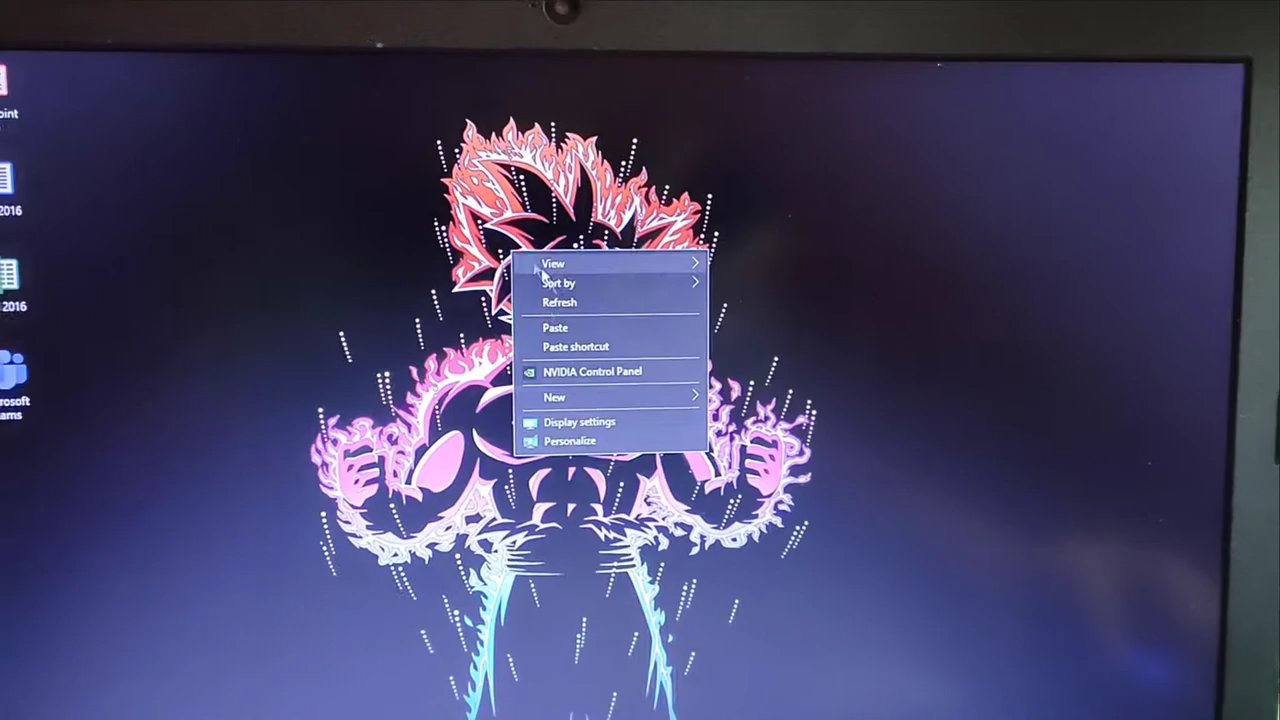 oint
2016
2016
rosoft
ams
View
Sort by
Refresh
Paste
Paste shortcut
NVIDIA Control Panel
New
Display settings
Personalize